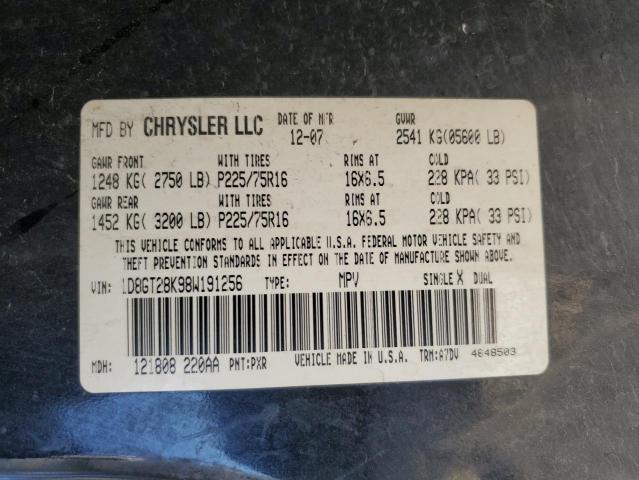 MFD BY CHRYSLER LLC DATE OF MFR 12-07 GVWR 2541 KG(05600 LB)
GAWR FRONT WITH TIRES RIMS AT COLD
1248 KG( 2750 LB) P225/75R16 16X6.5 228 KPA( 33 PSI)
GAWR REAR WITH TIRES RIMS AT COLD
1452 KG( 3200 LB) P225/75R16 16X6.5 228 KPA( 33 PSI)
THIS VEHICLE CONFORMS TO ALL APPLICABLE U.S.A. FEDERAL MOTOR VEHICLE SAFETY AND
THEFT PREVENTION STANDARDS IN EFFECT ON THE DATE OF MANUFACTURE SHOWN ABOVE.
VIN: 1D8GT28K98W191256 TYPE: MPV SINGLE X DUAL
MDH: 121808 220AA PNT:PXR VEHICLE MADE IN U.S.A. TRM:A7DV 4648503